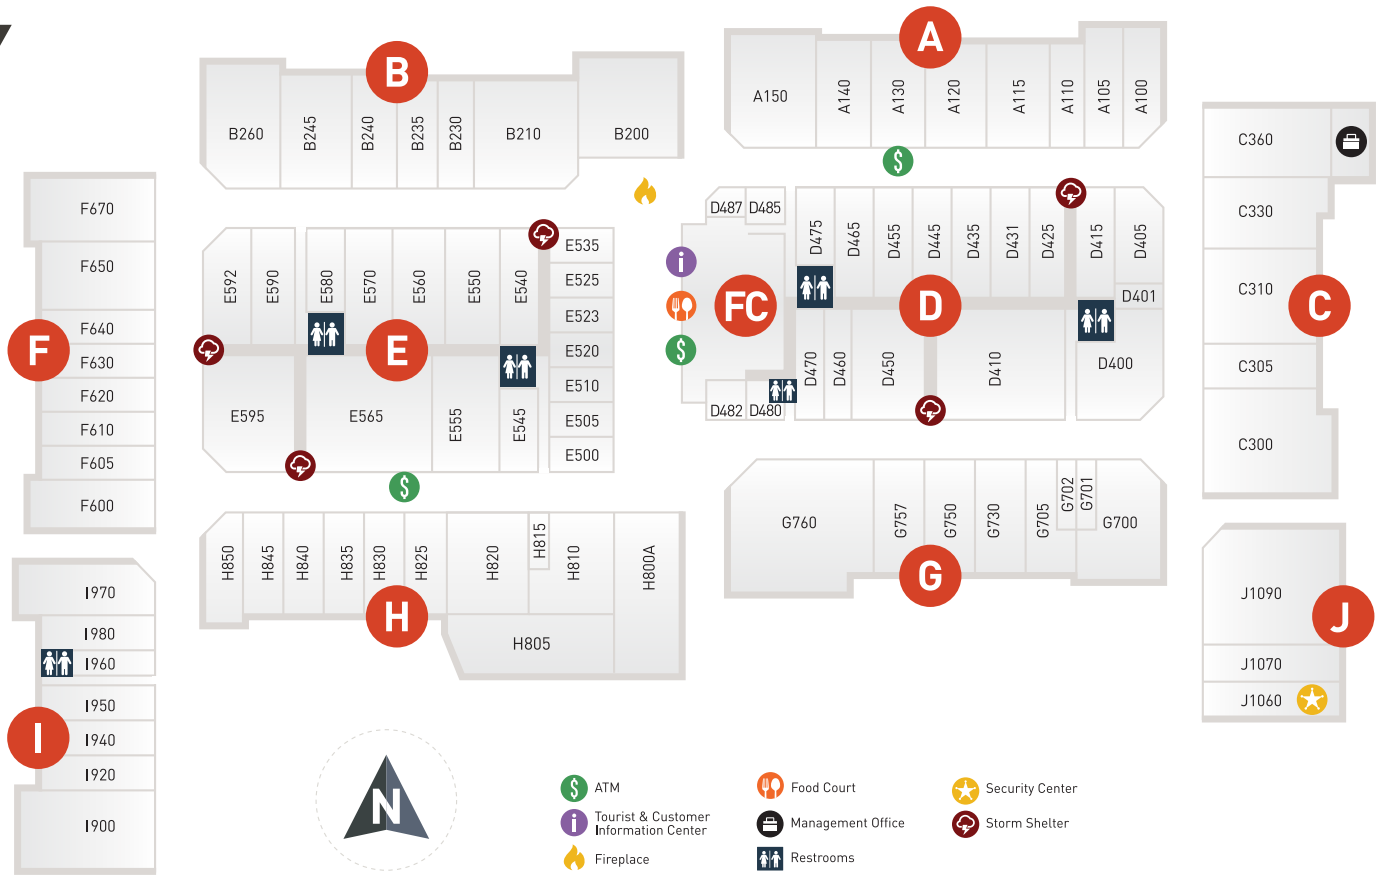 B
B260
B245
B240
B235
B230
B210
B200
A
A150
A140
A130
A120
A115
A110
A105
A100
$
C360
C330
C310
C
C305
C300
F670
F650
F640
F
F630
F620
F610
F605
F600
E592
E590
E580
E570
E560
E550
E540
E535
E525
E523
E520
E510
E505
E500
E
E595
E565
E555
E545
$
D487
D485
i
FC
$
D482
D480
D475
D465
D455
D445
D435
D431
D425
D415
D405
D401
D
D470
D460
D450
D410
D400
G760
G757
G750
G730
G705
G702
G701
G700
G
H850
H845
H840
H835
H830
H825
H820
H815
H810
H800A
H
H805
I970
I980
I960
I950
I
I940
I920
I900
J1090
J
J1070
J1060
N
$ ATM
i Tourist & Customer
Information Center
Fireplace
Food Court
Management Office
Restrooms
Security Center
Storm Shelter